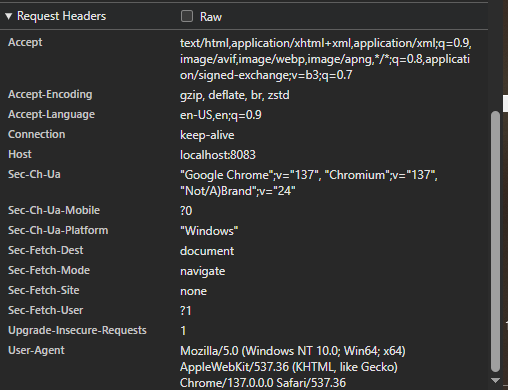 ▼ Request Headers Raw
Accept text/html,application/xhtml+xml,application/xml;q=0.9,
image/avif,image/webp,image/apng,*/*;q=0.8,applicat
ion/signed-exchange;v=b3;q=0.7
Accept-Encoding gzip, deflate, br, zstd
Accept-Language en-US,en;q=0.9
Connection keep-alive
Host localhost:8083
Sec-Ch-Ua "Google Chrome";v="137", "Chromium";v="137",
"Not/A)Brand";v="24"
Sec-Ch-Ua-Mobile ?0
Sec-Ch-Ua-Platform "Windows"
Sec-Fetch-Dest document
Sec-Fetch-Mode navigate
Sec-Fetch-Site none
Sec-Fetch-User ?1
Upgrade-Insecure-Requests 1
User-Agent Mozilla/5.0 (Windows NT 10.0; Win64; x64)
AppleWebKit/537.36 (KHTML, like Gecko)
Chrome/137.0.0.0 Safari/537.36